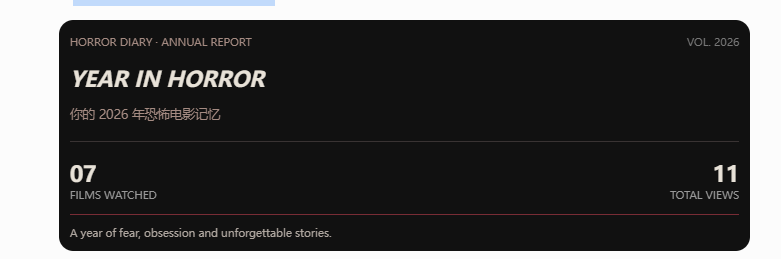 HORROR DIARY · ANNUAL REPORT
VOL. 2026
YEAR IN HORROR
你的 2026 年恐怖电影记忆
07
11
FILMS WATCHED
TOTAL VIEWS
A year of fear, obsession and unforgettable stories.